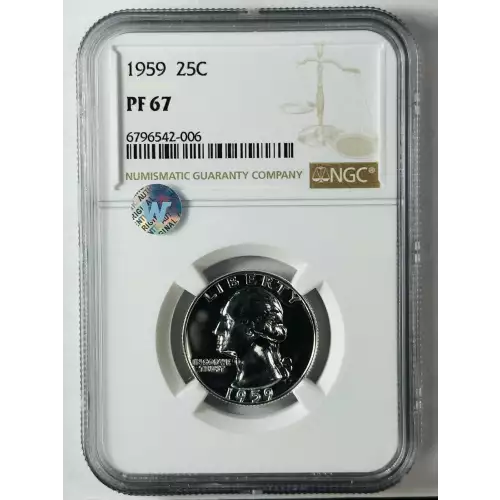 1959 25C
PF 67
6796542-006
NUMISMATIC GUARANTY COMPANY
NGC
W
LIBERTY
IN GOD WE
TRUST
1959